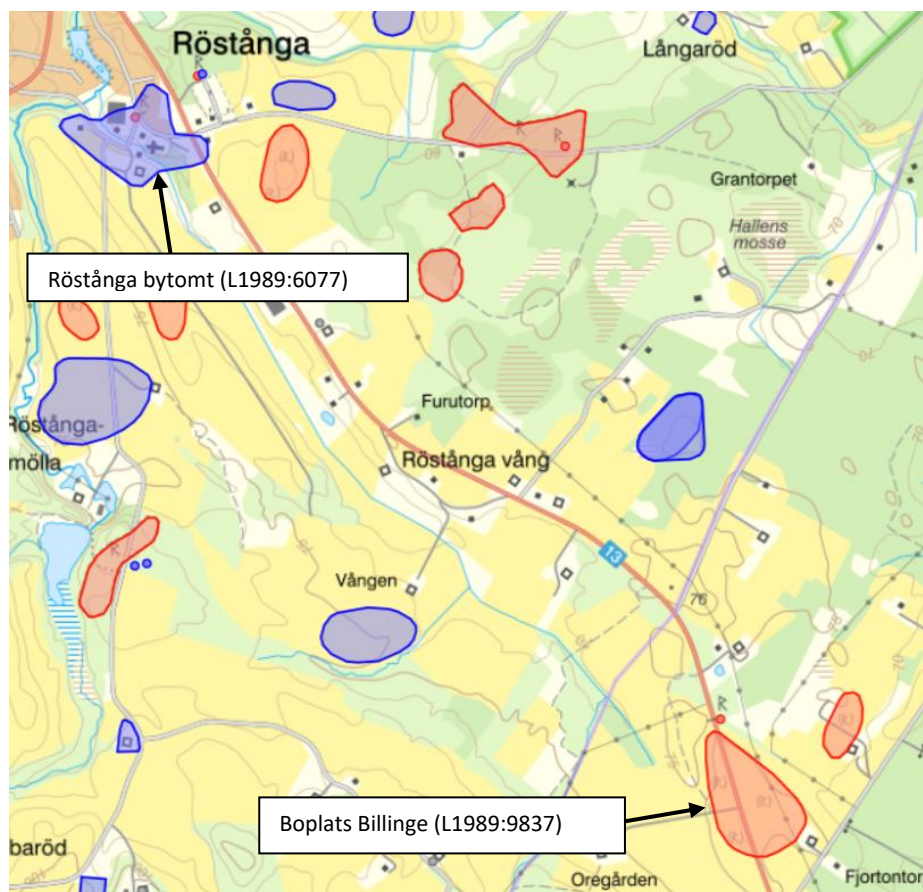 Röstånga
Långaröd
Grantorpet
Hallens
mosse
Röstånga bytomt (L1989:6077)
Furutorp
Röstånga-
mölla
Röstånga vång
13
Vången
76
Boplats Billinge (L1989:9837)
baröd
Oregården
Fjortonton